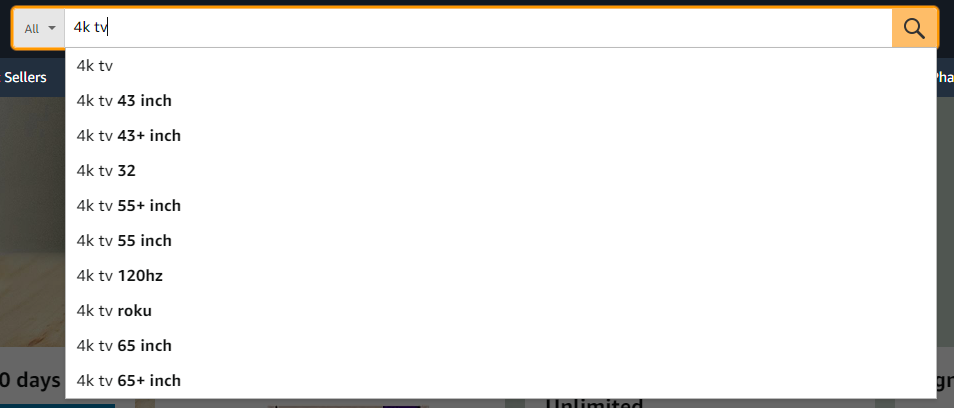 All
4k tv
Sellers
4k tv
4k tv 43 inch
4k tv 43+ inch
4k tv 32
4k tv 55+ inch
4k tv 55 inch
4k tv 120hz
4k tv roku
4k tv 65 inch
4k tv 65+ inch
0 days
Unlimited